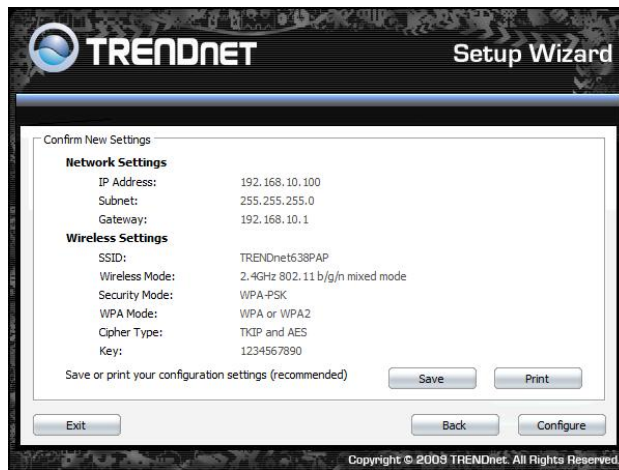 TRENDNET
Setup Wizard
Confirm New Settings
Network Settings
IP Address: 192.168.10.100
Subnet: 255.255.255.0
Gateway: 192.168.10.1
Wireless Settings
SSID: TRENDnet638PAP
Wireless Mode: 2.4GHz 802.11 b/g/n mixed mode
Security Mode: WPA-PSK
WPA Mode: WPA or WPA2
Cipher Type: TKIP and AES
Key: 1234567890
Save or print your configuration settings (recommended) Save Print
Exit Back Configure
Copyright © 2009 TRENDnet. All Rights Reserved